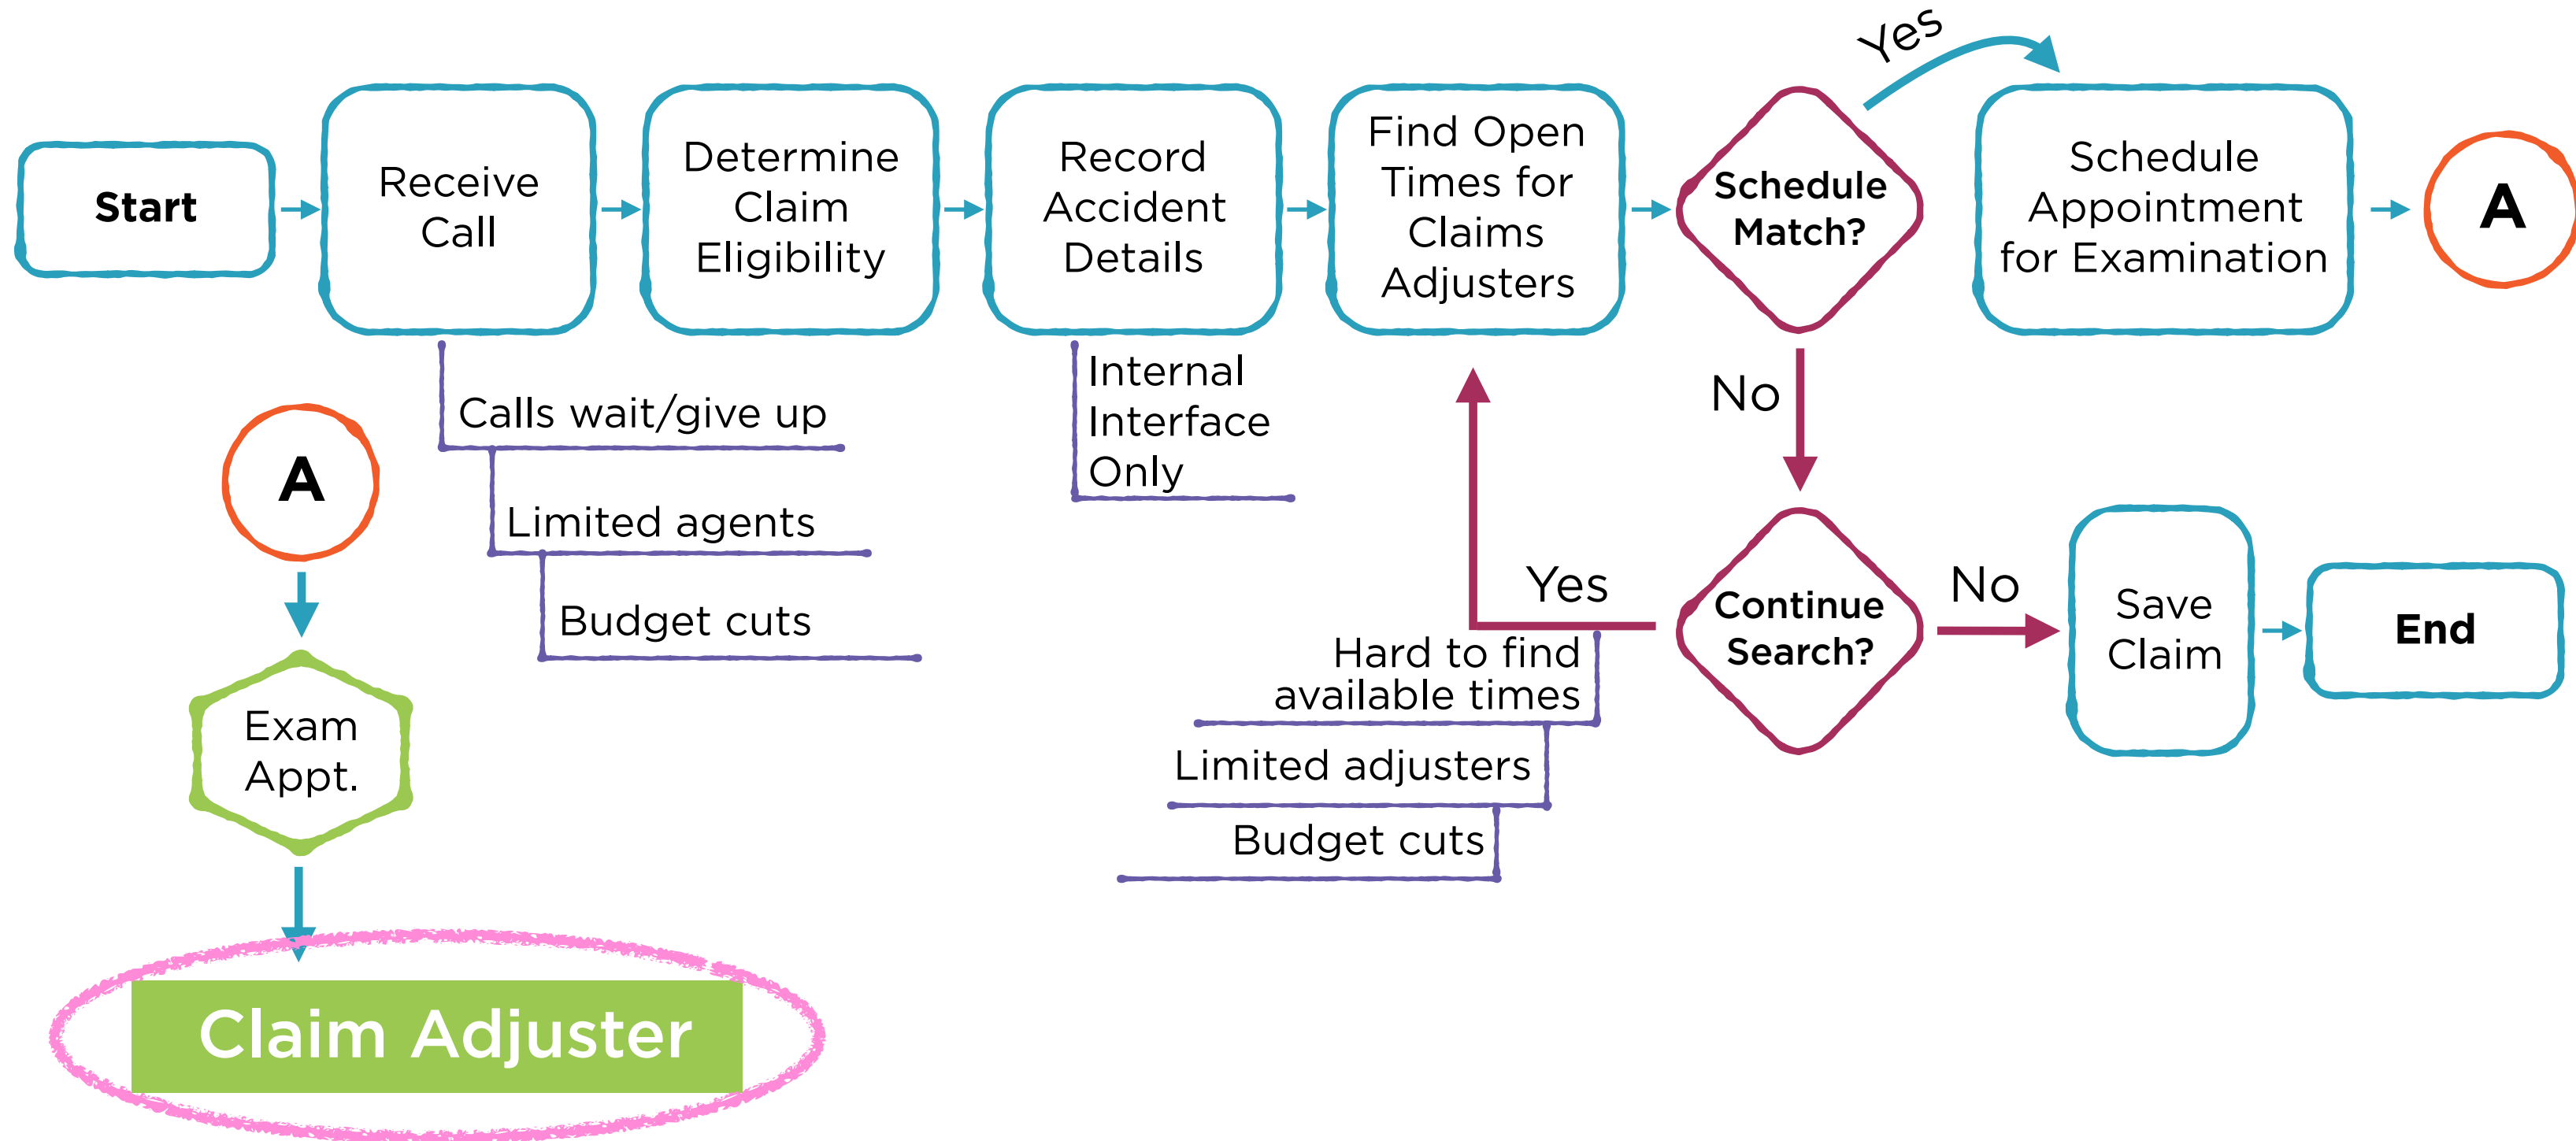 Yes
Start
Receive
Call
Determine
Claim
Eligibility
Record
Accident
Details
Find Open
Times for
Claims
Adjusters
Schedule
Match?
Schedule
Appointment
for Examination
A
Calls wait/give up
Limited agents
Budget cuts
Internal
Interface
Only
No
A
Exam
Appt.
Claim Adjuster
Yes
Hard to find
available times
Limited adjusters
Budget cuts
Continue
Search?
No
Save
Claim
End